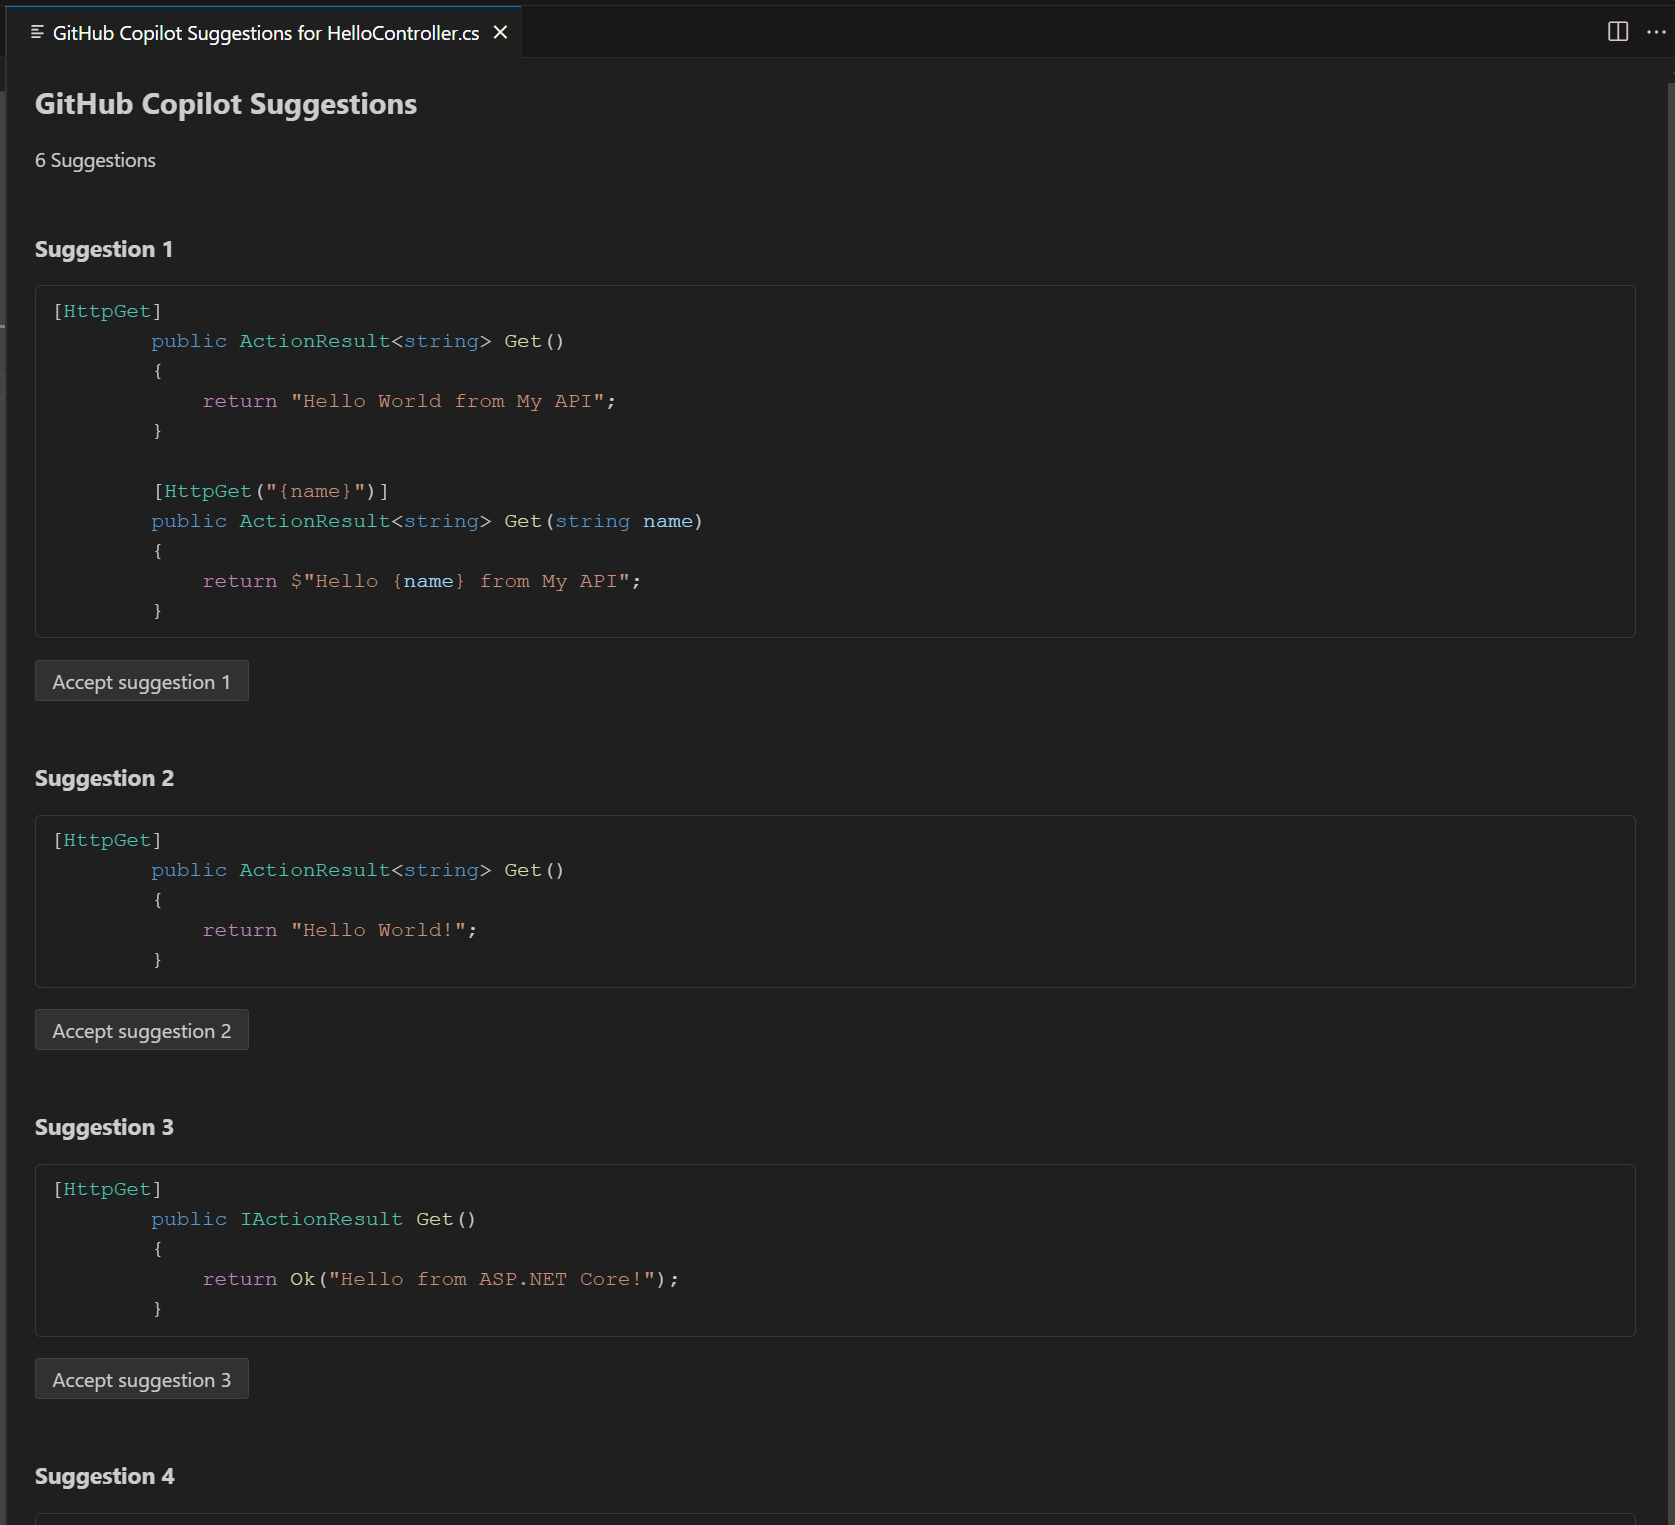 GitHub Copilot Suggestions for HelloController.cs
GitHub Copilot Suggestions
6 Suggestions
Suggestion 1
[HttpGet]
        public ActionResult<string> Get()
        {
            return "Hello World from My API";
        }

        [HttpGet("{name}")]
        public ActionResult<string> Get(string name)
        {
            return $"Hello {name} from My API";
        }
Accept suggestion 1
Suggestion 2
[HttpGet]
        public ActionResult<string> Get()
        {
            return "Hello World!";
        }
Accept suggestion 2
Suggestion 3
[HttpGet]
        public IActionResult Get()
        {
            return Ok("Hello from ASP.NET Core!");
        }
Accept suggestion 3
Suggestion 4